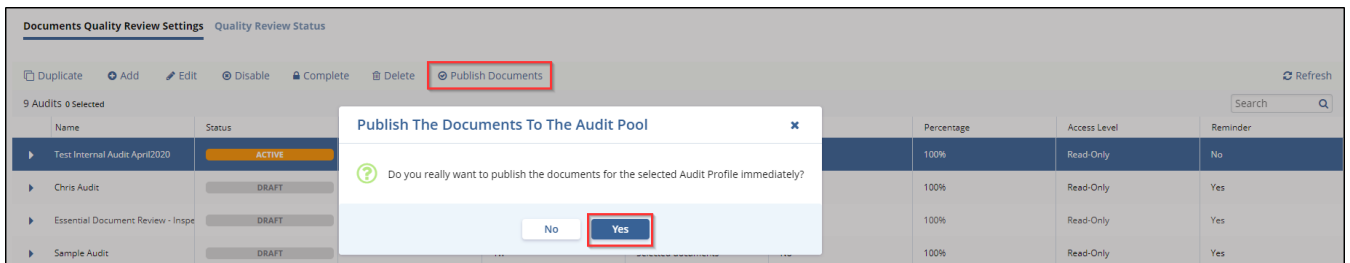 Documents Quality Review Settings Quality Review Status
Duplicate Add Edit Disable Complete Delete Publish Documents Refresh
9 Audits 0 Selected Search
Name Status Percentage Access Level Reminder
Publish The Documents To The Audit Pool
Test Internal Audit April2020 ACTIVE 100% Read-Only No
Do you really want to publish the documents for the selected Audit Profile immediately?
Chris Audit DRAFT 100% Read-Only Yes
Essential Document Review - Inspe DRAFT 100% Read-Only Yes
No Yes
Sample Audit DRAFT 100% Read-Only Yes